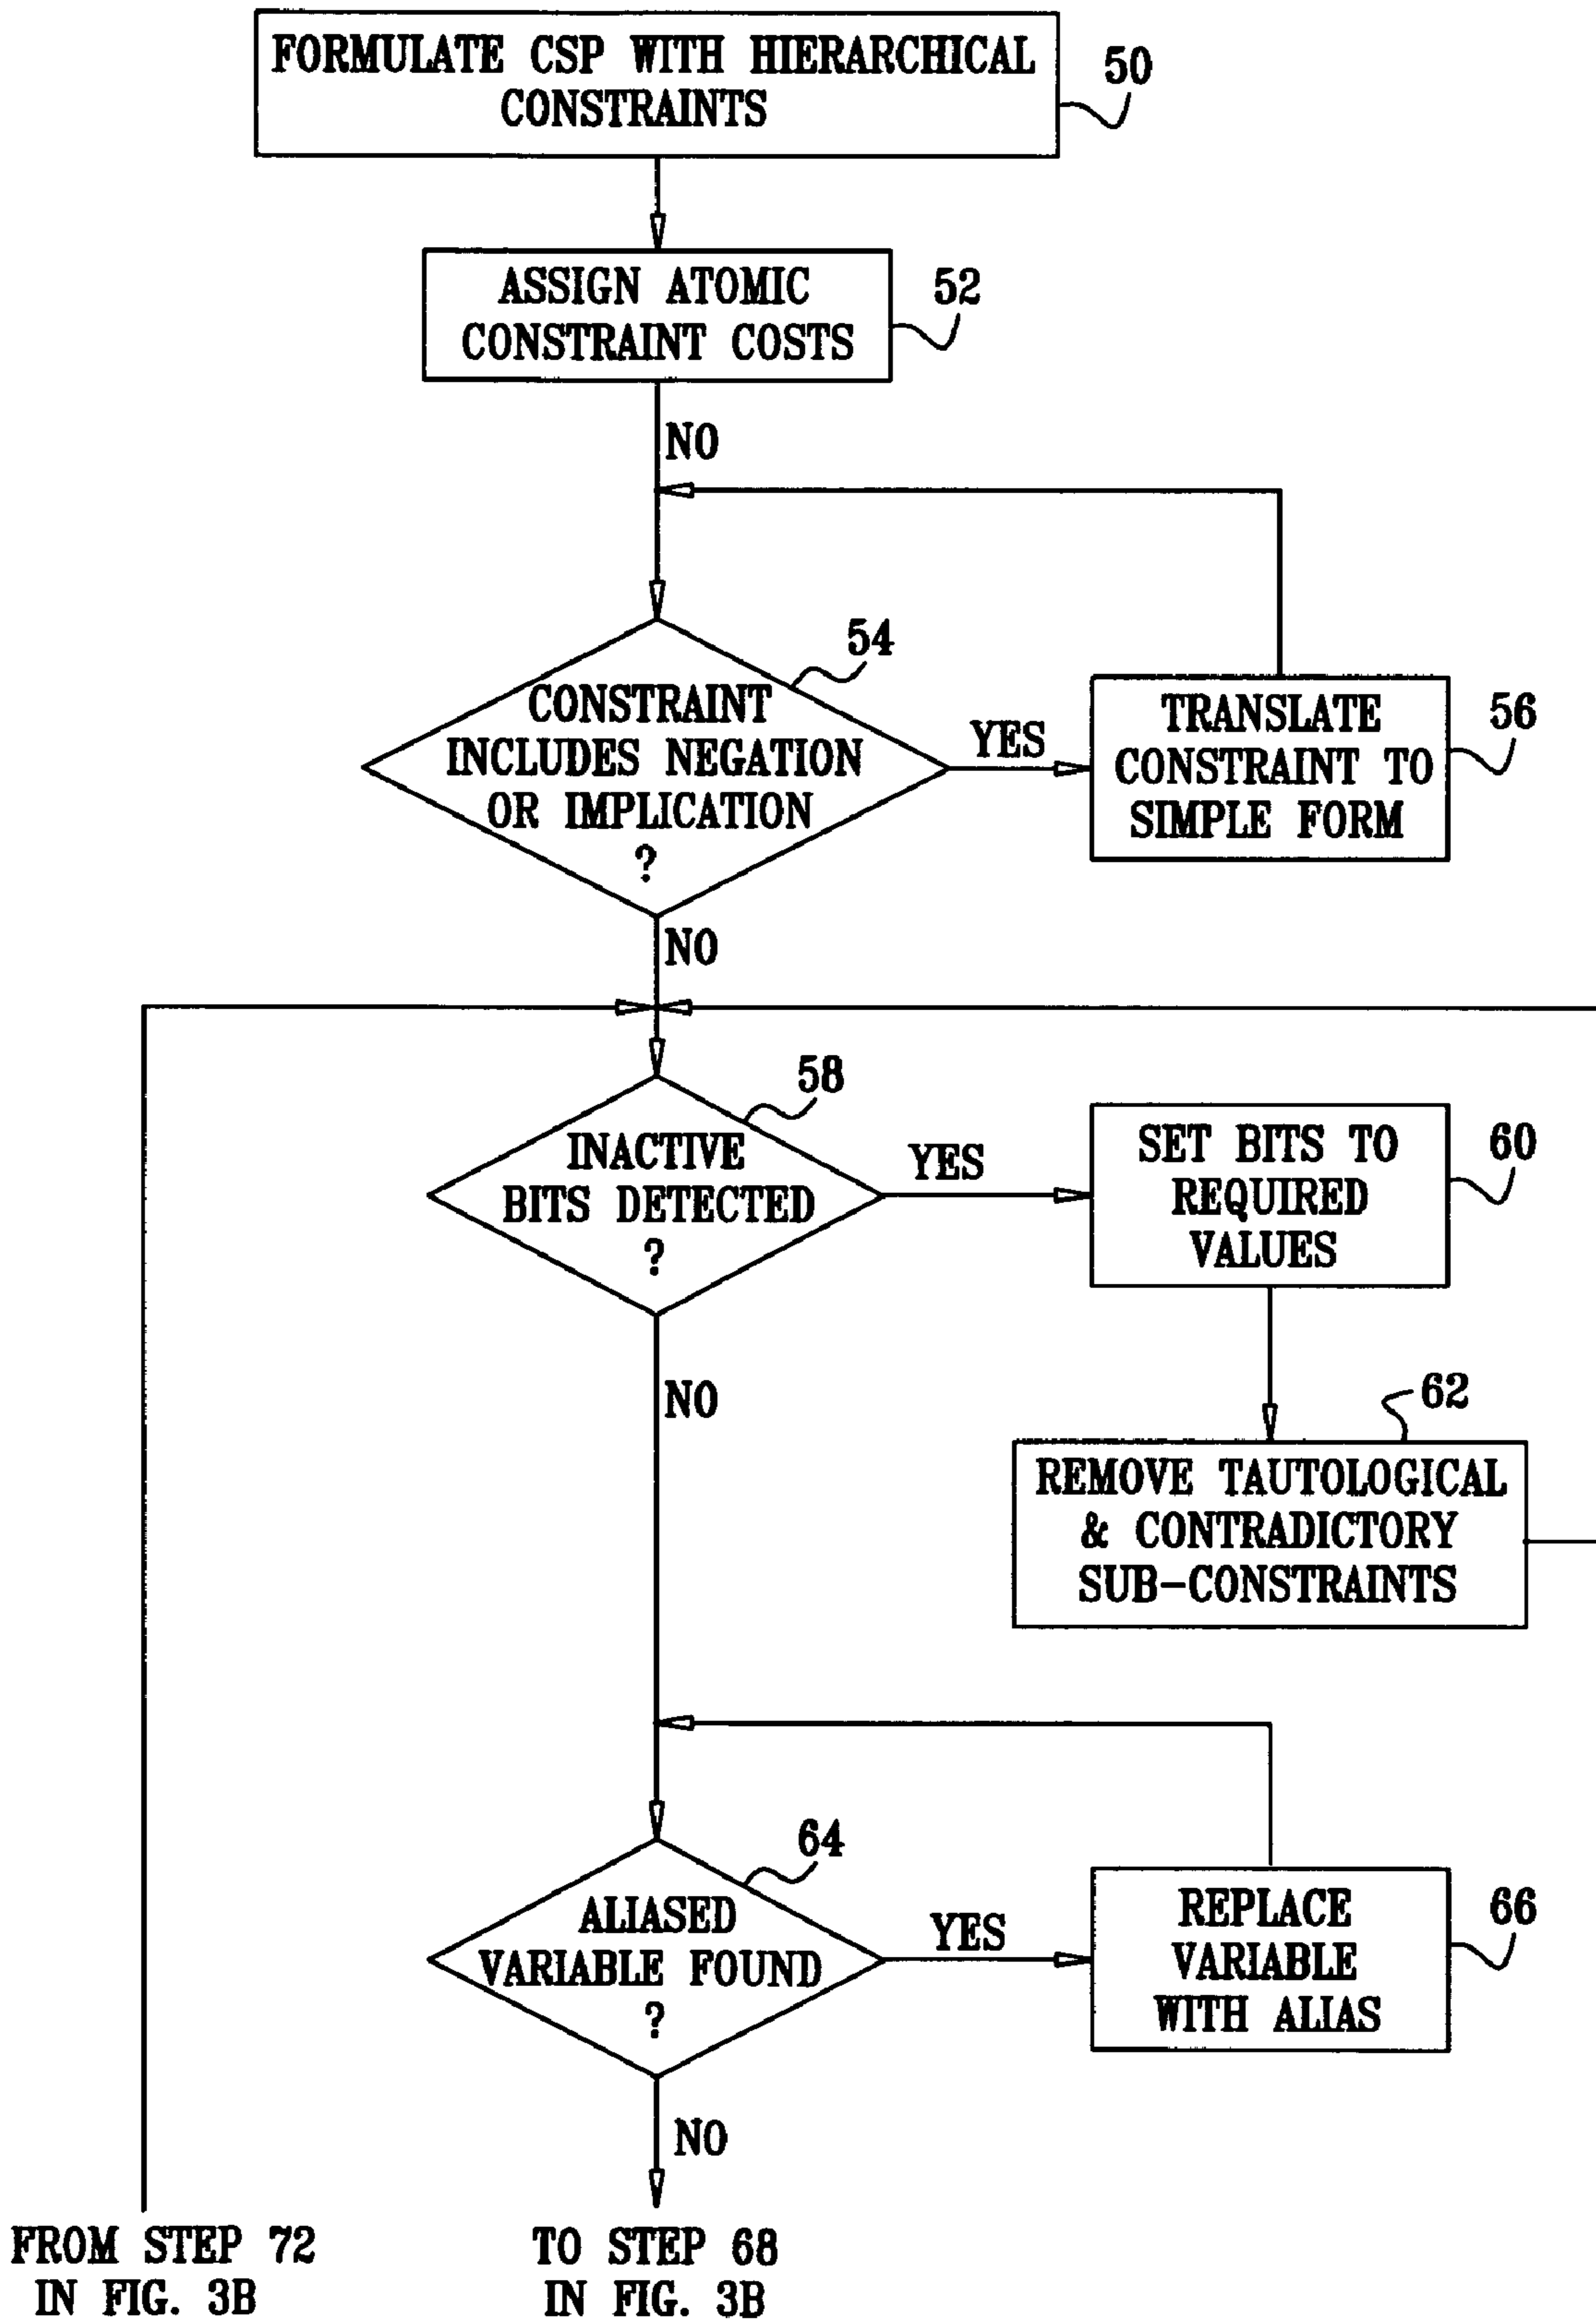 FORMULATE CSP WITH HIERARCHICAL
CONSTRAINTS
50
ASSIGN ATOMIC
CONSTRAINT COSTS
52
NO
54
CONSTRAINT
INCLUDES NEGATION
OR IMPLICATION
?
YES
TRANSLATE
CONSTRAINT TO
SIMPLE FORM
56
NO
58
INACTIVE
BITS DETECTED
?
YES
SET BITS TO
REQUIRED
VALUES
60
NO
62
REMOVE TAUTOLOGICAL
& CONTRADICTORY
SUB-CONSTRAINTS
64
ALIASED
VARIABLE FOUND
?
YES
REPLACE
VARIABLE
WITH ALIAS
66
NO
FROM STEP 72
IN FIG. 3B
TO STEP 68
IN FIG. 3B